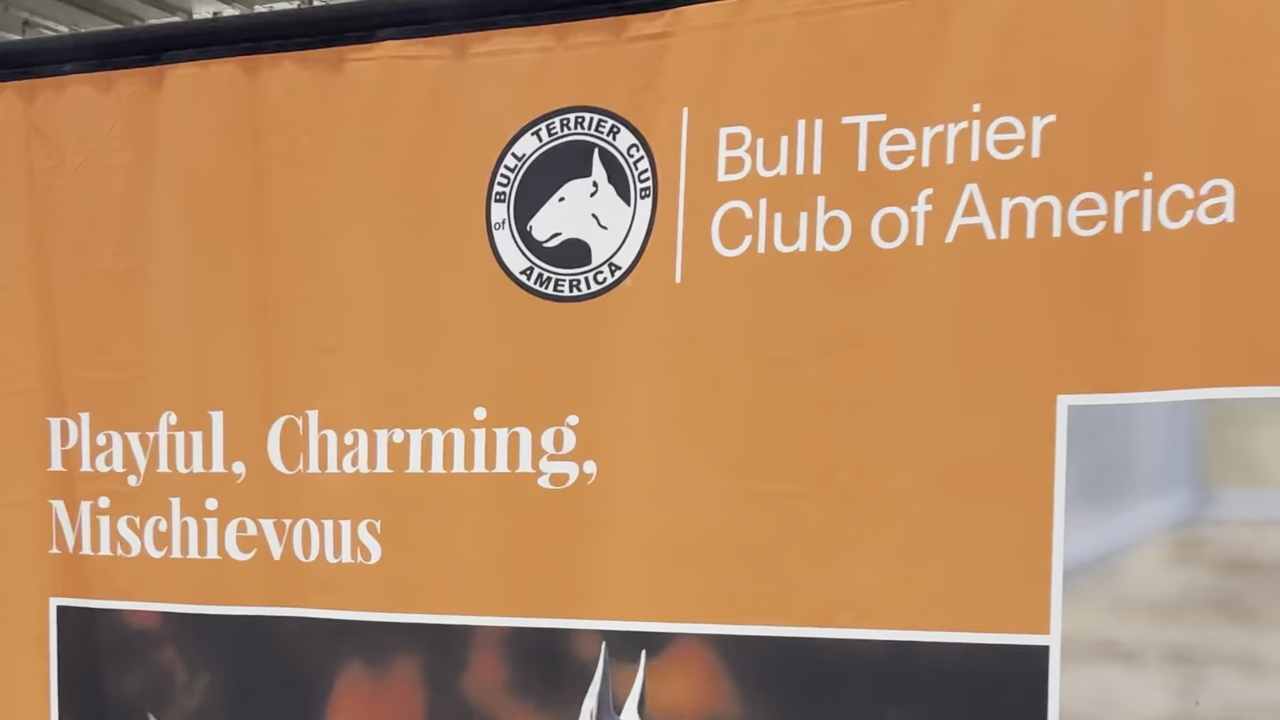 BULL TERRIER CLUB
of
AMERICA
Bull Terrier
Club of America
Playful, Charming,
Mischievous